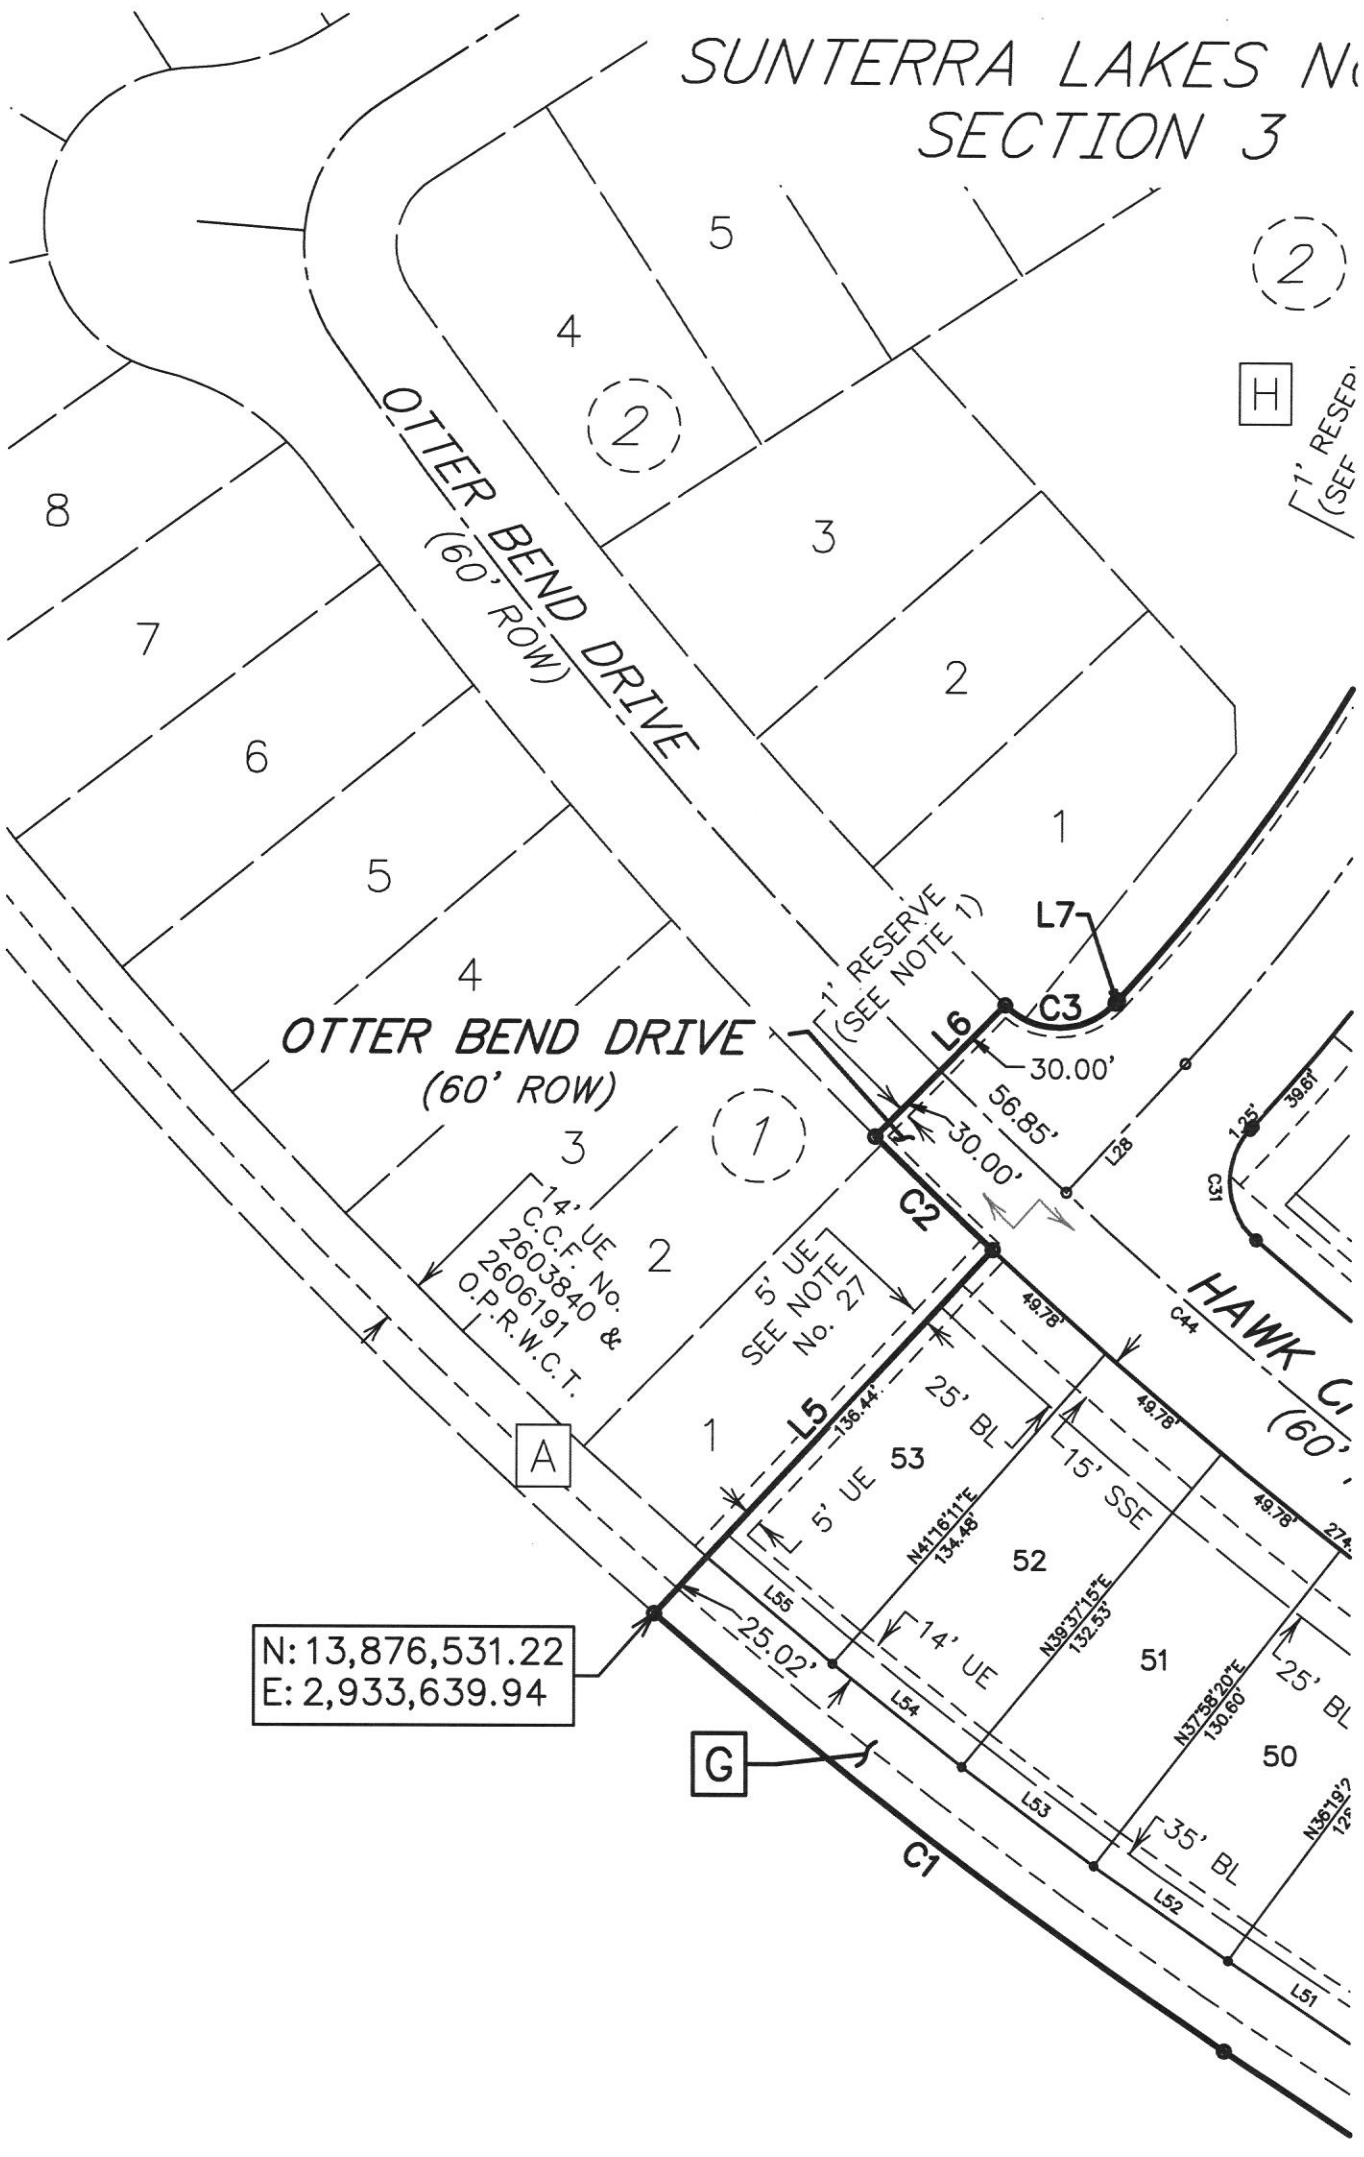 SUNTERRA LAKES
SECTION 3
5
2
4
2
H
1' RESER
(SEE
OTTER BEND DRIVE
(60' ROW)
8
3
7
2
6
1
5
1' RESERVE
(SEE NOTE 1)
L7
4
OTTER BEND DRIVE
(60' ROW)
L6
C3
30.00'
56.85'
30.00'
L28
1.25'
39.61'
C31
1
3
C2
14' UE
C.C.F. No.
2603840 &
2606191
O.P.R.W.C.T.
2
5' UE
SEE NOTE
No. 27
49.78'
C44
HAWK
(60'
L5
136.44'
25' BL
49.78'
1
A
53
15' SSE
5' UE
N41°16'11"E
134.48'
49.78'
274.
52
L55
N39°37'15"E
132.53'
25.02'
14' UE
N: 13,876,531.22
E: 2,933,639.94
51
L54
N37°58'20"E
130.60'
25' BL
G
50
L53
N36°19'2
128
35' BL
C1
L52
L51